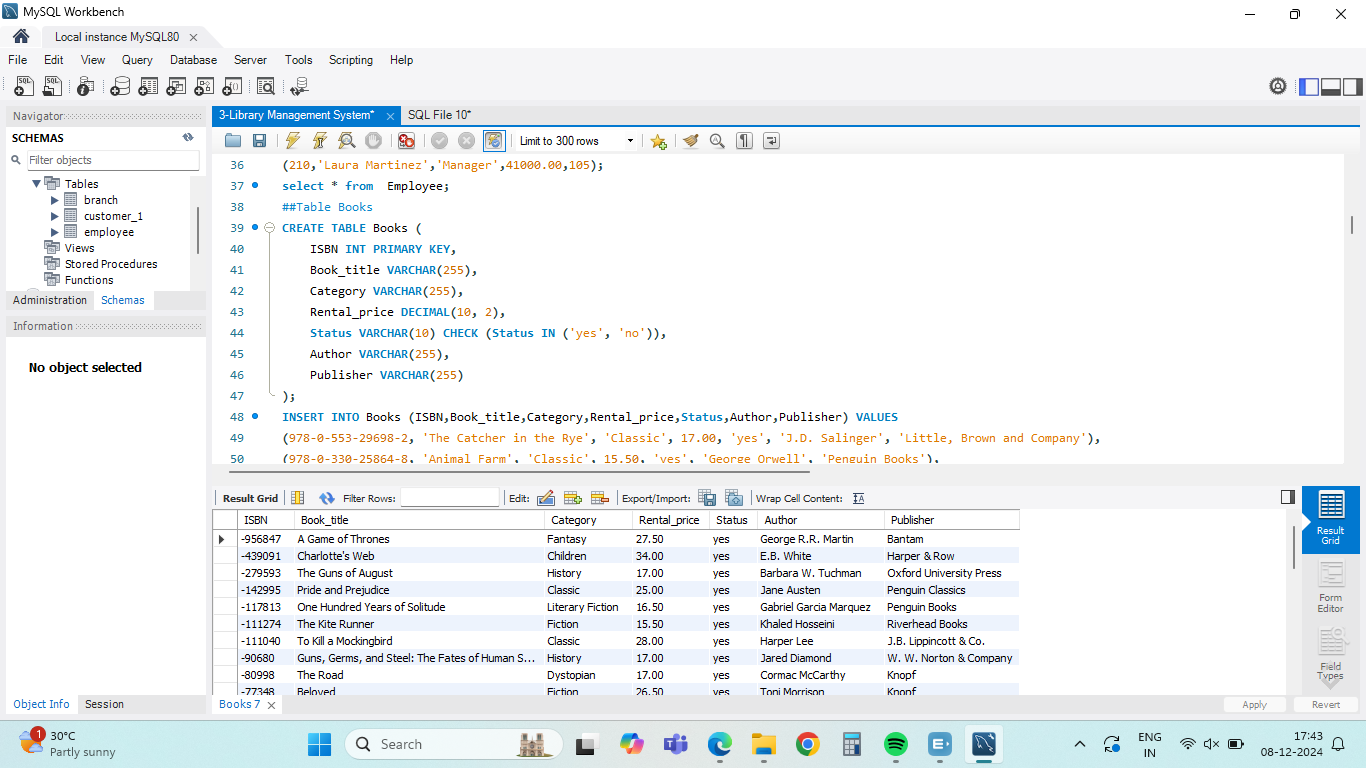 MySQL Workbench
Local instance MySQL80
File Edit View Query Database Server Tools Scripting Help
Navigator
SCHEMAS
Filter objects
Tables
branch
customer_1
employee
Views
Stored Procedures
Functions
Administration Schemas
Information
No object selected
Object Info Session
3-Library Management System* SQL File 10*
Limit to 300 rows
36 (210,'Laura Martinez','Manager',41000.00,105);
37 select * from  Employee;
38 ##Table Books
39 CREATE TABLE Books (
40 ISBN INT PRIMARY KEY,
41 Book_title VARCHAR(255),
42 Category VARCHAR(255),
43 Rental_price DECIMAL(10, 2),
44 Status VARCHAR(10) CHECK (Status IN ('yes', 'no')),
45 Author VARCHAR(255),
46 Publisher VARCHAR(255)
47 );
48 INSERT INTO Books (ISBN,Book_title,Category,Rental_price,Status,Author,Publisher) VALUES
49 (978-0-553-29698-2, 'The Catcher in the Rye', 'Classic', 17.00, 'yes', 'J.D. Salinger', 'Little, Brown and Company'),
50 (978-0-330-25864-8, 'Animal Farm', 'Classic', 15.50, 'yes', 'George Orwell', 'Penguin Books'),
Result Grid Filter Rows: Edit: Export/Import: Wrap Cell Content:
ISBN Book_title Category Rental_price Status Author Publisher
-956847 A Game of Thrones Fantasy 27.50 yes George R.R. Martin Bantam
-439091 Charlotte's Web Children 34.00 yes E.B. White Harper & Row
-279593 The Guns of August History 17.00 yes Barbara W. Tuchman Oxford University Press
-142995 Pride and Prejudice Classic 25.00 yes Jane Austen Penguin Classics
-117813 One Hundred Years of Solitude Literary Fiction 16.50 yes Gabriel Garcia Marquez Penguin Books
-111274 The Kite Runner Fiction 15.50 yes Khaled Hosseini Riverhead Books
-111040 To Kill a Mockingbird Classic 28.00 yes Harper Lee J.B. Lippincott & Co.
-90680 Guns, Germs, and Steel: The Fates of Human S... History 17.00 yes Jared Diamond W. W. Norton & Company
-80998 The Road Dystopian 17.00 yes Cormac McCarthy Knopf
-77348 Beloved Fiction 26.50 yes Toni Morrison Knopf
Result Grid
Form Editor
Field Types
Books 7
Apply Revert
1
30°C
Partly sunny
Search
ENG
IN
17:43
08-12-2024